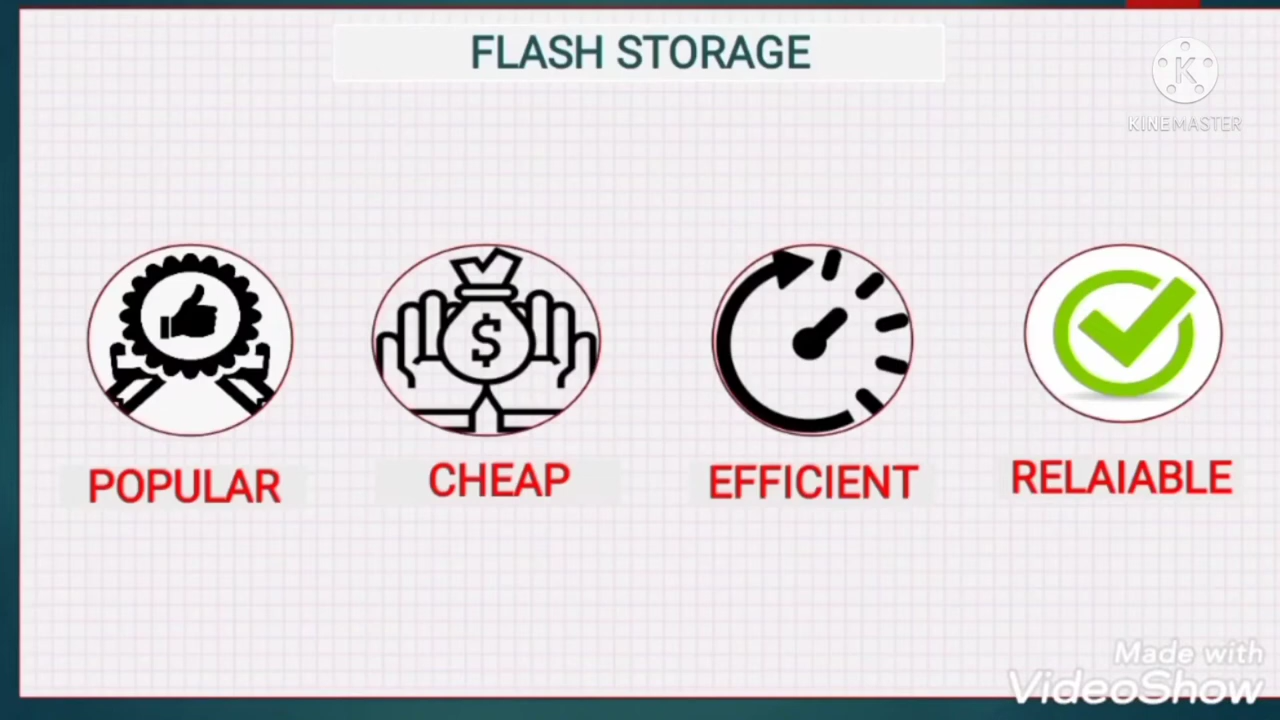 FLASH STORAGE
K
KINEMASTER
$
POPULAR
CHEAP
EFFICIENT
RELAIABLE
Made with
VideoShow